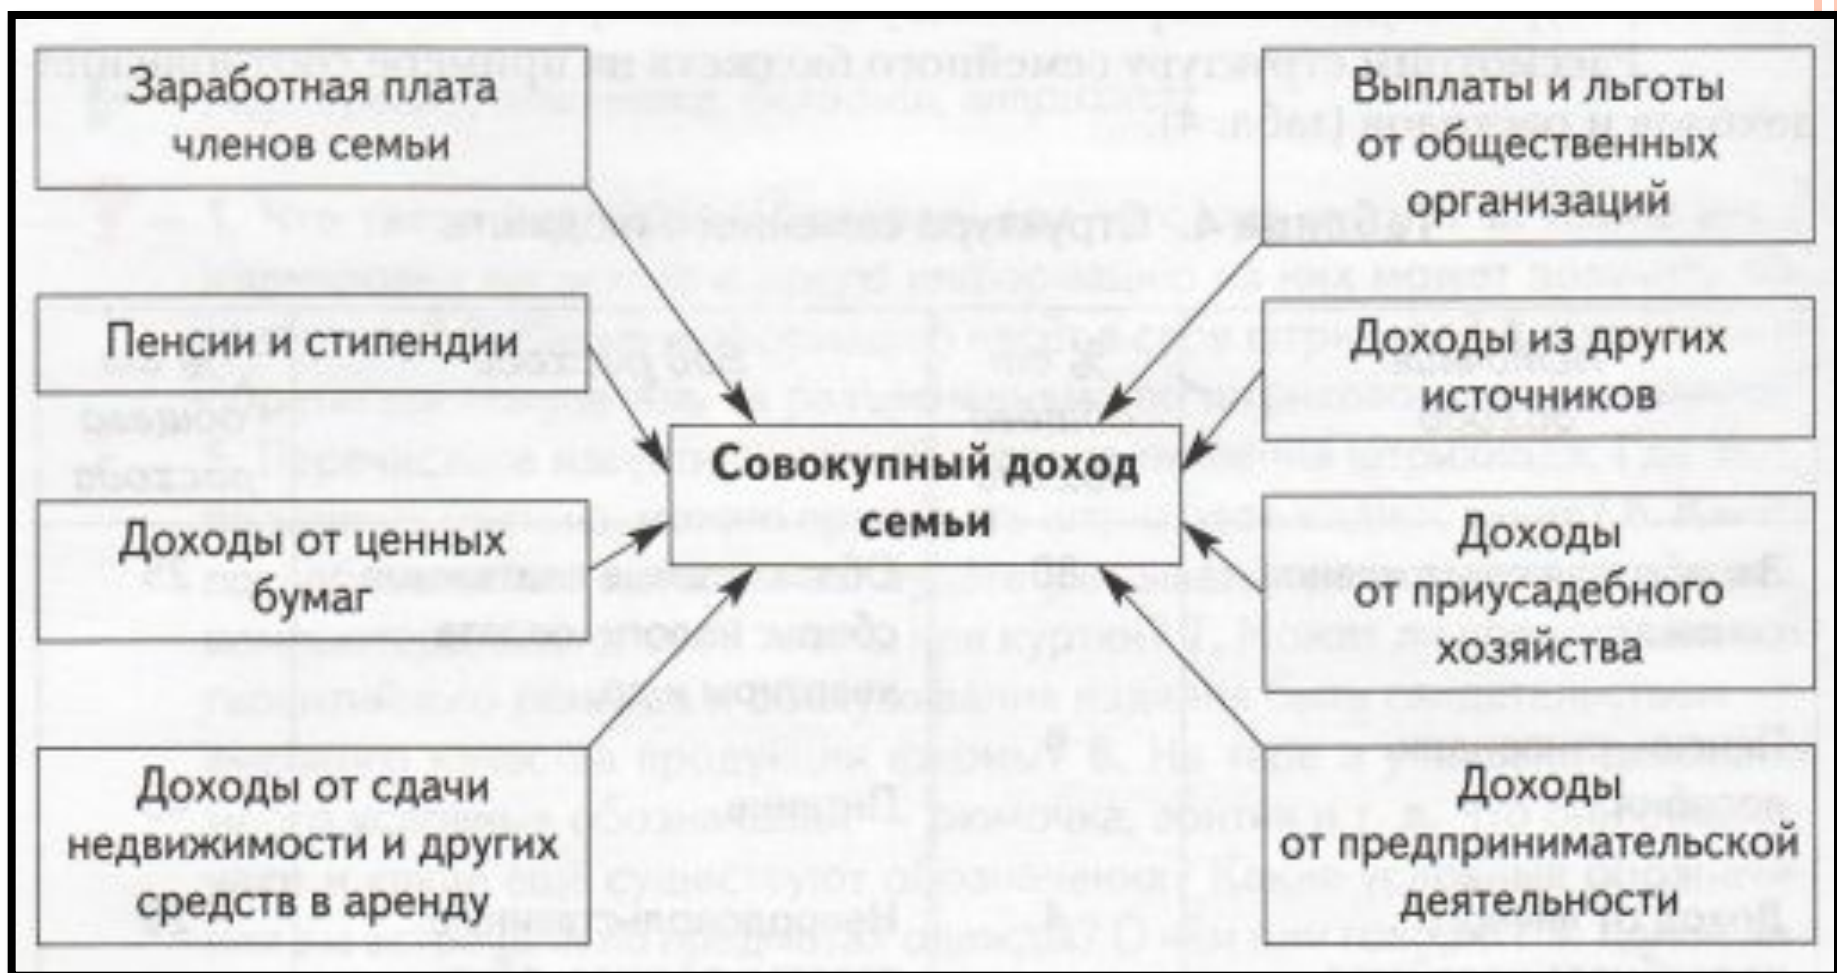 Заработная плата
членов семьи
Пенсии и стипендии
Доходы от ценных
бумаг
Доходы от сдачи
недвижимости и других
средств в аренду
Совокупный доход
семьи
Выплаты и льготы
от общественных
организаций
Доходы из других
источников
Доходы
от приусадебного
хозяйства
Доходы
от предпринимательской
деятельности